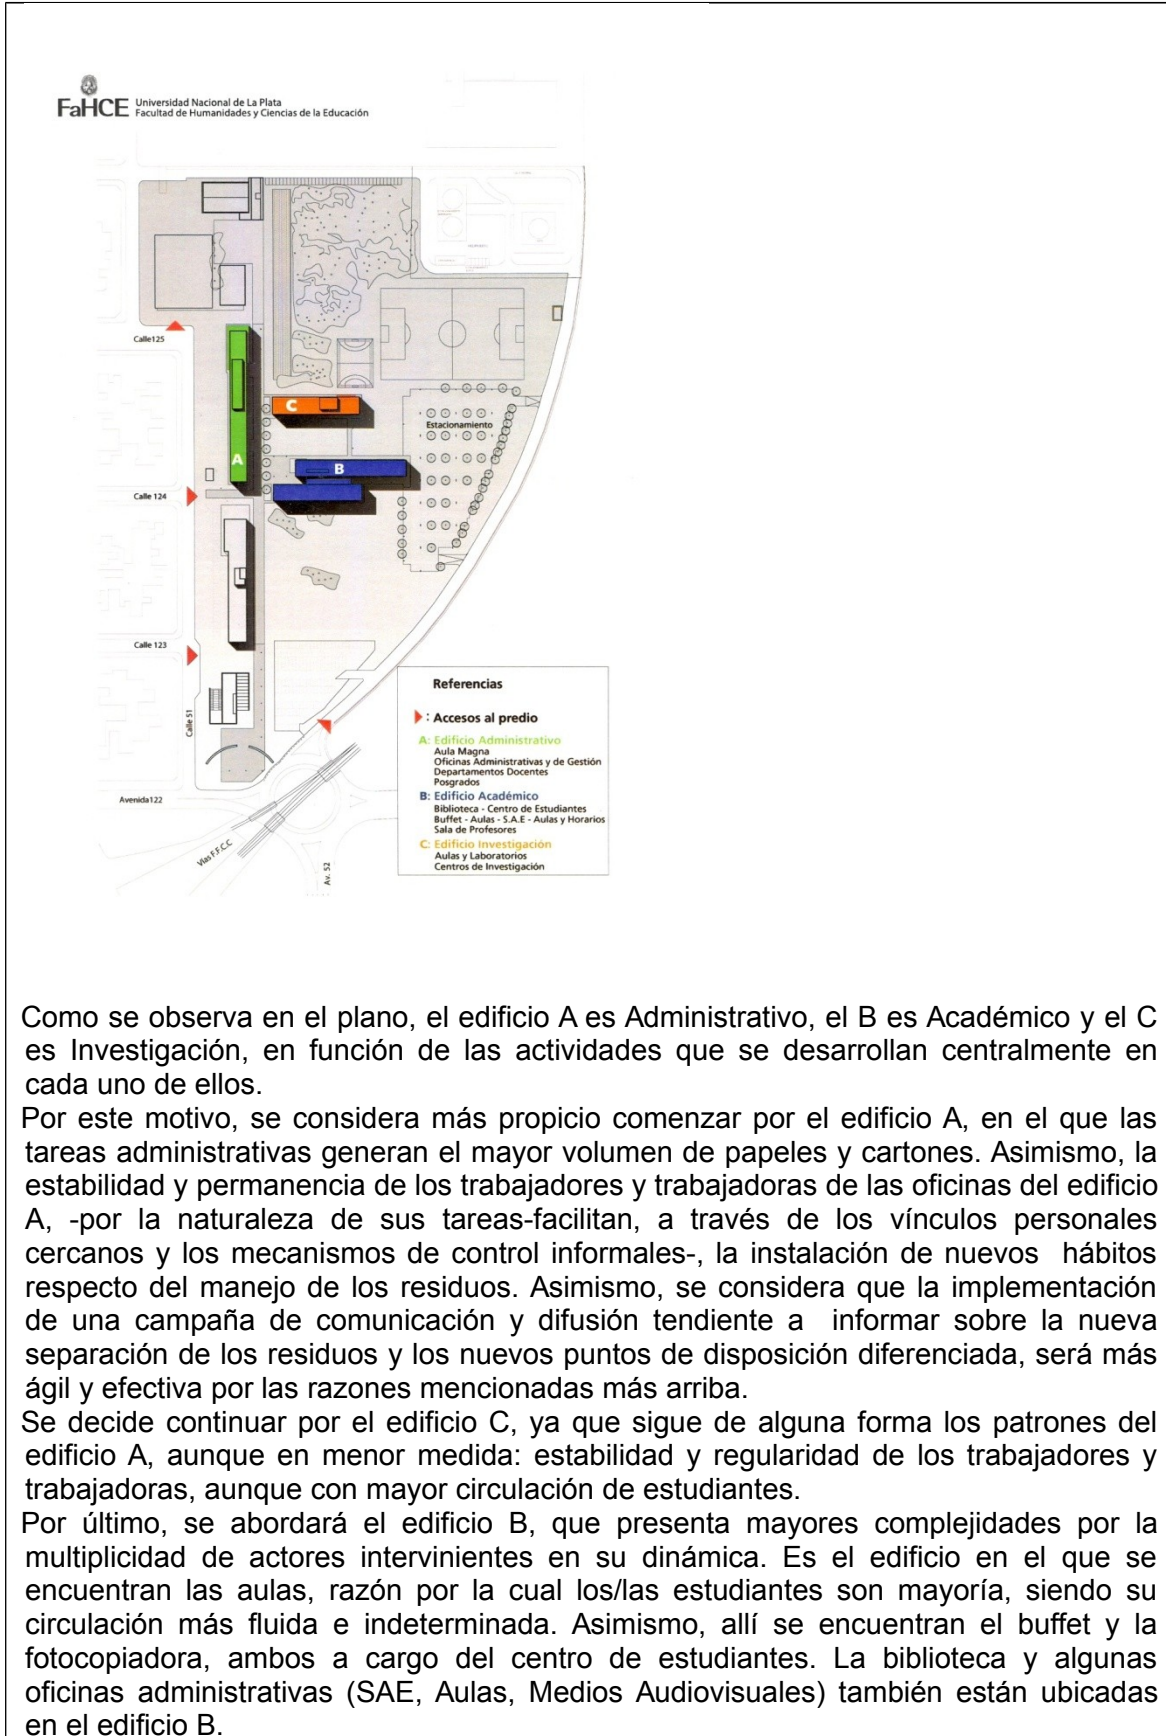 FaHCE
Universidad Nacional de La Plata
Facultad de Humanidades y Ciencias de la Educación
Calle125
C
Estacionamiento
A
B
Calle 124
Calle 123
Calle 51
Referencias
: Accesos al predio
A: Edificio Administrativo
Aula Magna
Oficinas Administrativas y de Gestión
Departamentos Docentes
Posgrados
B: Edificio Académico
Biblioteca - Centro de Estudiantes
Buffet - Aulas - S.A.E - Aulas y Horarios
Sala de Profesores
C: Edificio Investigación
Aulas y Laboratorios
Centros de Investigación
Avenida122
Vías F.F.C.C
Av. 52
Como se observa en el plano, el edificio A es Administrativo, el B es Académico y el C
es Investigación, en función de las actividades que se desarrollan centralmente en
cada uno de ellos.
Por este motivo, se considera más propicio comenzar por el edificio A, en el que las
tareas administrativas generan el mayor volumen de papeles y cartones. Asimismo, la
estabilidad y permanencia de los trabajadores y trabajadoras de las oficinas del edificio
A, -por la naturaleza de sus tareas-facilitan, a través de los vínculos personales
cercanos y los mecanismos de control informales-, la instalación de nuevos hábitos
respecto del manejo de los residuos. Asimismo, se considera que la implementación
de una campaña de comunicación y difusión tendiente a informar sobre la nueva
separación de los residuos y los nuevos puntos de disposición diferenciada, será más
ágil y efectiva por las razones mencionadas más arriba.
Se decide continuar por el edificio C, ya que sigue de alguna forma los patrones del
edificio A, aunque en menor medida: estabilidad y regularidad de los trabajadores y
trabajadoras, aunque con mayor circulación de estudiantes.
Por último, se abordará el edificio B, que presenta mayores complejidades por la
multiplicidad de actores intervinientes en su dinámica. Es el edificio en el que se
encuentran las aulas, razón por la cual los/las estudiantes son mayoría, siendo su
circulación más fluida e indeterminada. Asimismo, allí se encuentran el buffet y la
fotocopiadora, ambos a cargo del centro de estudiantes. La biblioteca y algunas
oficinas administrativas (SAE, Aulas, Medios Audiovisuales) también están ubicadas
en el edificio B.